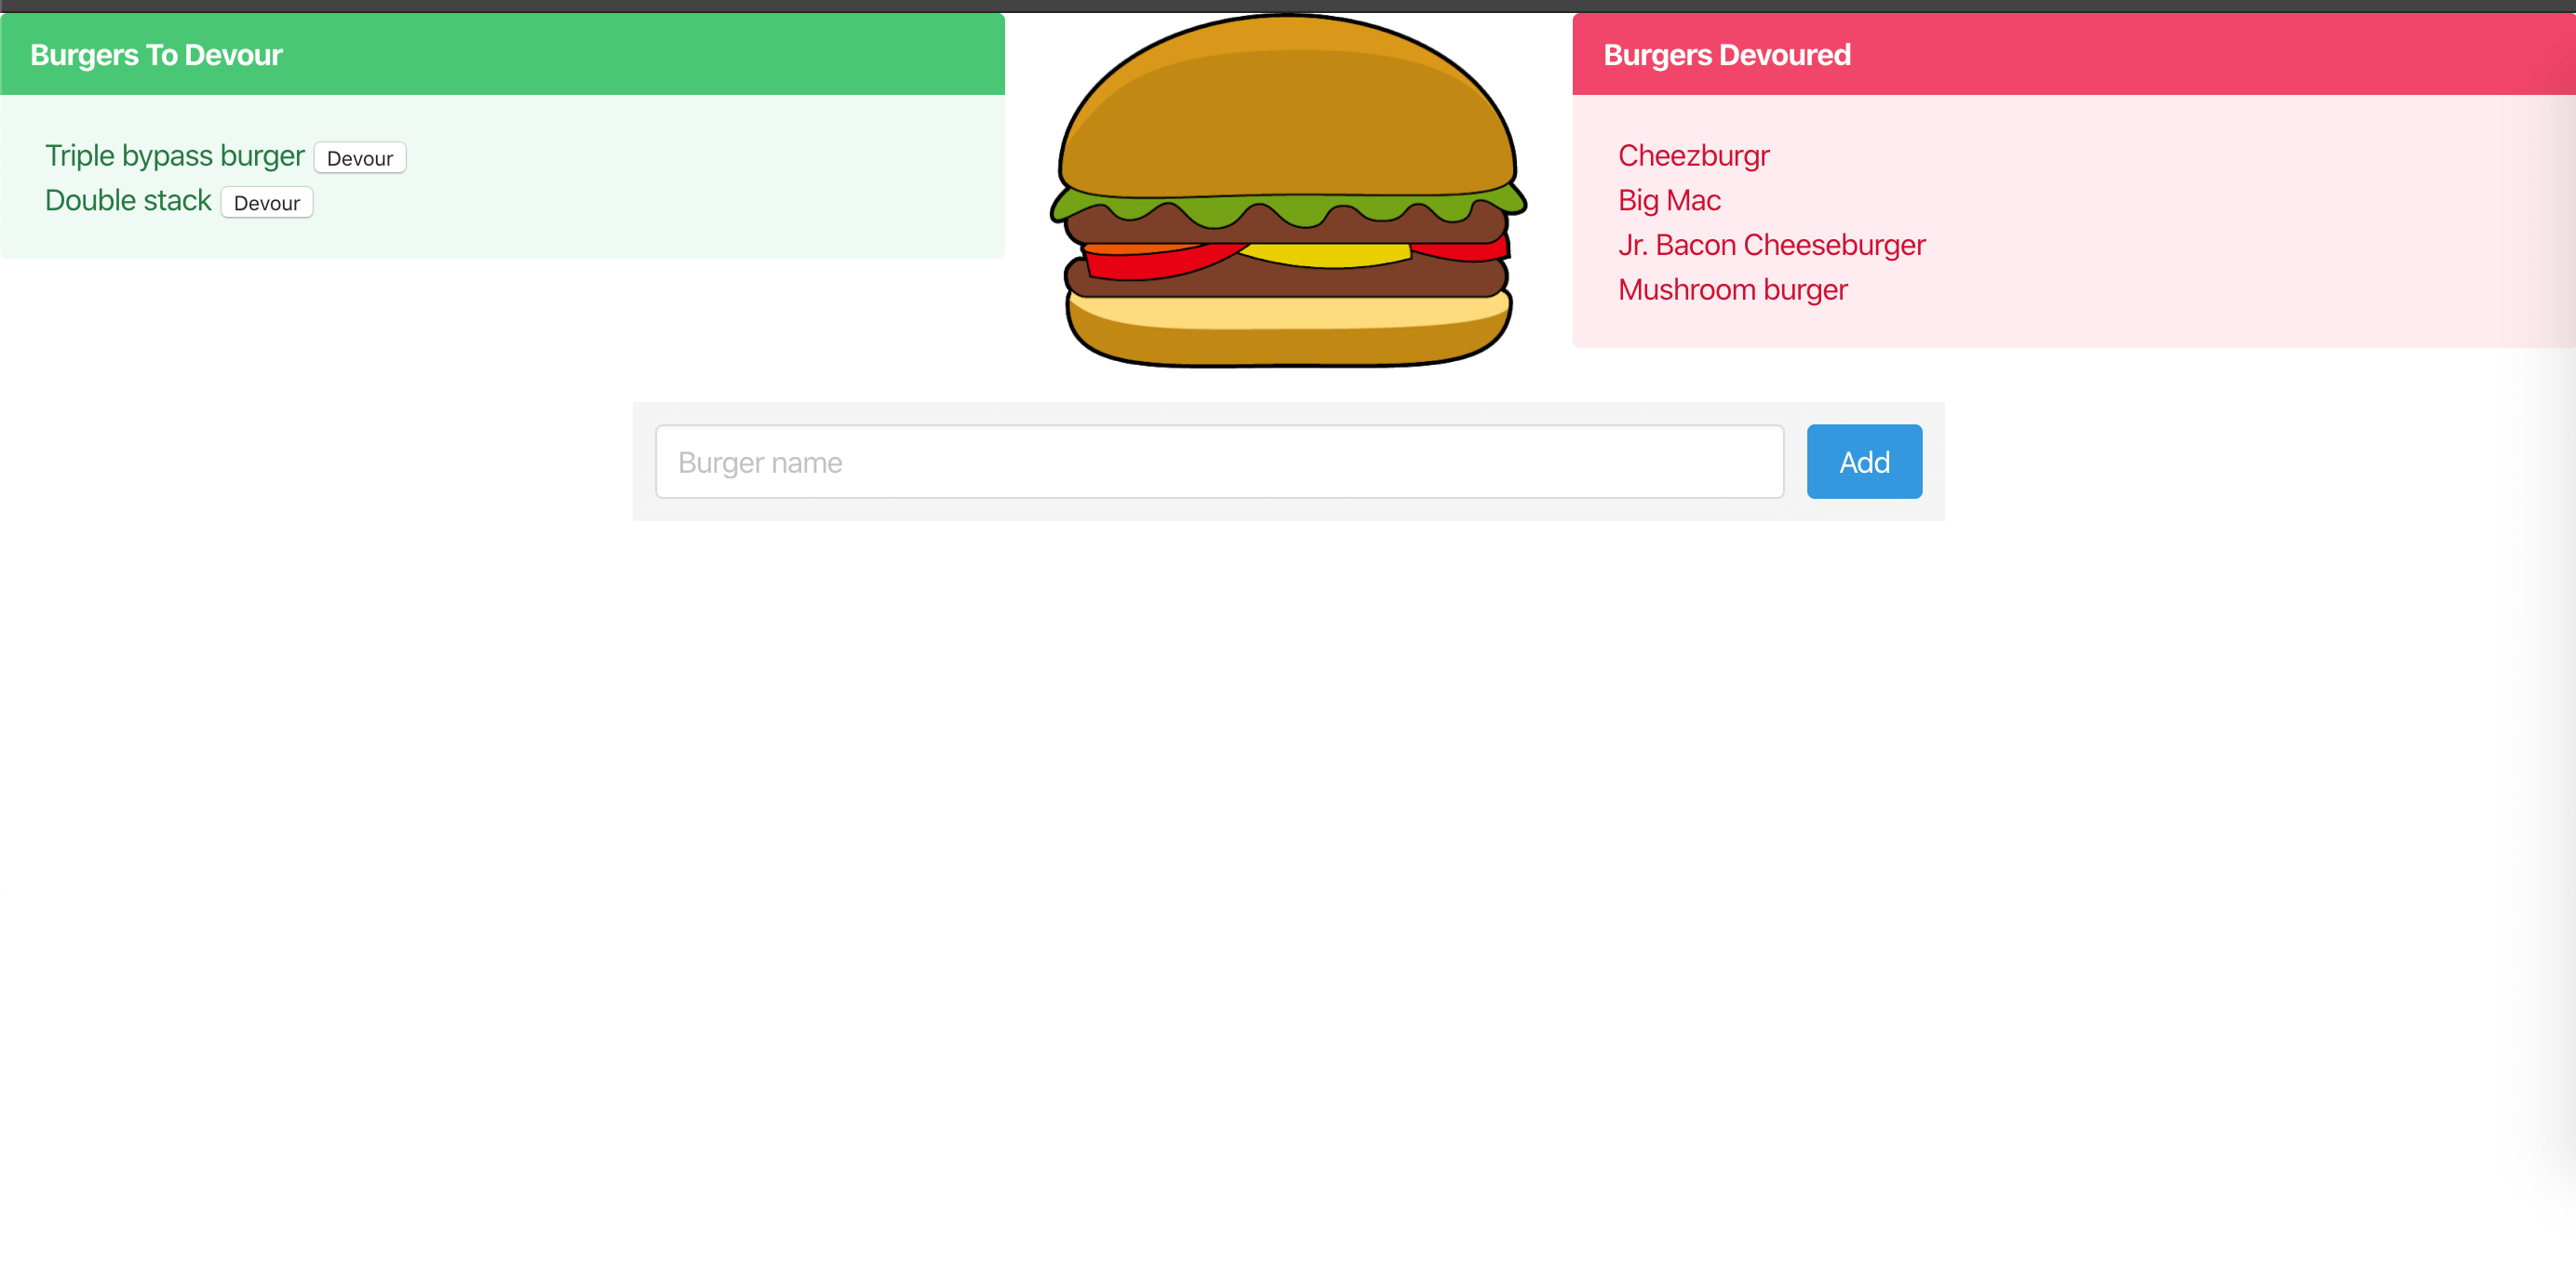 Burgers To Devour
Triple bypass burger Devour
Double stack Devour
Burgers Devoured
Cheezburgr
Big Mac
Jr. Bacon Cheeseburger
Mushroom burger
Burger name Add